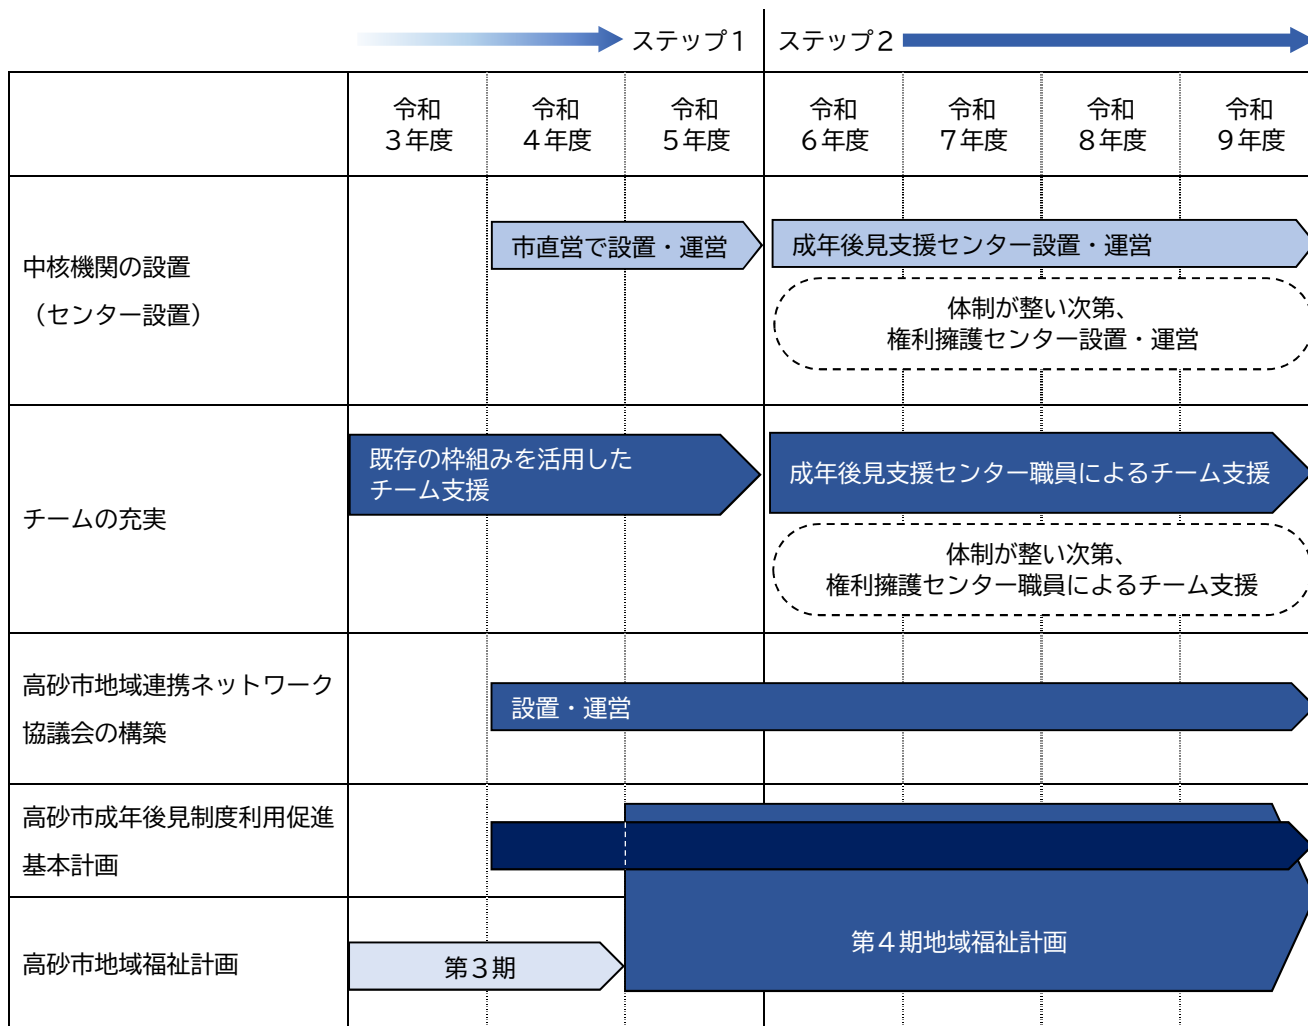 ステップ１
ステップ２
令和
３年度
令和
４年度
令和
５年度
令和
６年度
令和
７年度
令和
８年度
令和
９年度
中核機関の設置
（センター設置）
市直営で設置・運営
成年後見支援センター設置・運営
体制が整い次第、
権利擁護センター設置・運営
チームの充実
既存の枠組みを活用した
チーム支援
成年後見支援センター職員によるチーム支援
体制が整い次第、
権利擁護センター職員によるチーム支援
高砂市地域連携ネットワーク
協議会の構築
設置・運営
高砂市成年後見制度利用促進
基本計画
高砂市地域福祉計画
第３期
第４期地域福祉計画